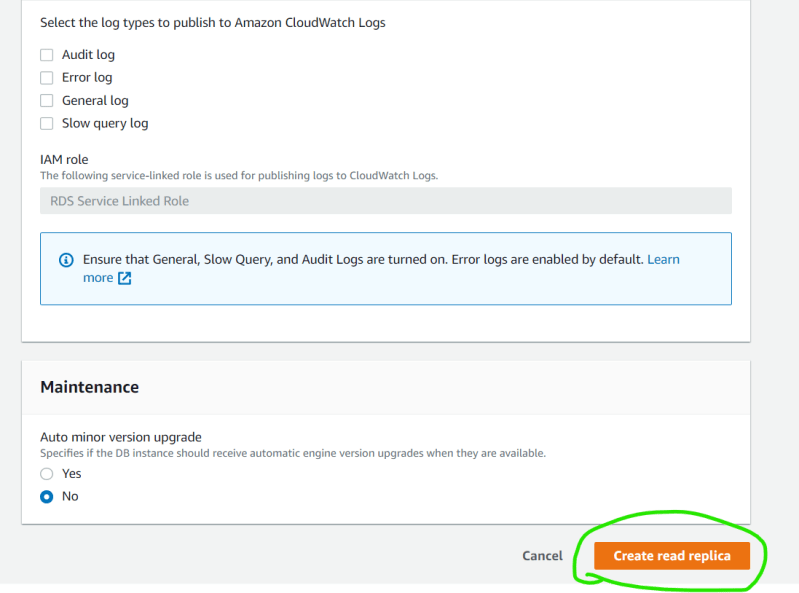 Select the log types to publish to Amazon CloudWatch Logs
Audit log
Error log
General log
Slow query log
IAM role
The following service-linked role is used for publishing logs to CloudWatch Logs.
RDS Service Linked Role
Ensure that General, Slow Query, and Audit Logs are turned on. Error logs are enabled by default. Learn
more
Maintenance
Auto minor version upgrade
Specifies if the DB instance should receive automatic engine version upgrades when they are available.
Yes
No
Cancel Create read replica